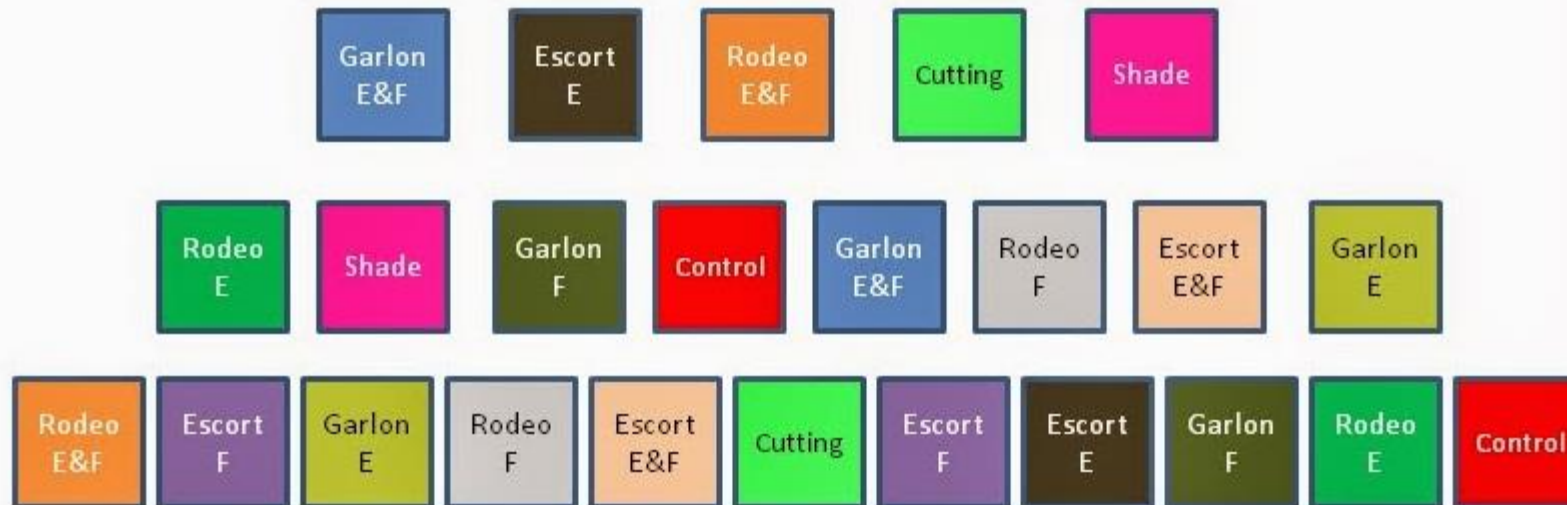 Garlon
E&F
Escort
E
Rodeo
E&F
Cutting
Shade
Rodeo
E
Shade
Garlon
F
Control
Garlon
E&F
Rodeo
F
Escort
E&F
Garlon
E
Rodeo
E&F
Escort
F
Garlon
E
Rodeo
F
Escort
E&F
Cutting
Escort
F
Escort
E
Garlon
F
Rodeo
E
Control